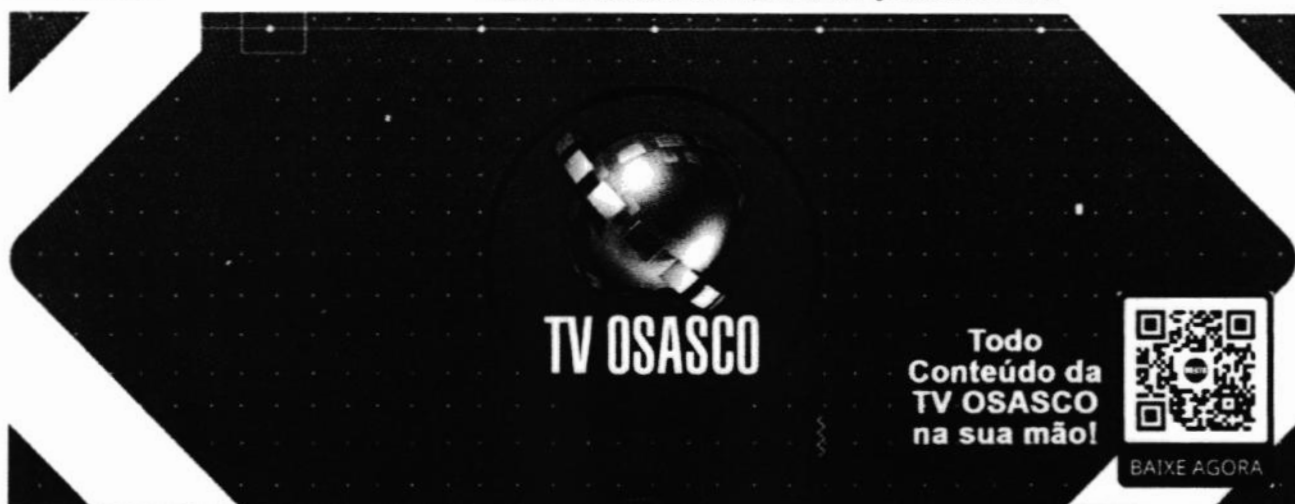 TV OSASCO
Todo
Conteúdo da
TV OSASCO
na sua mão!
BAIXE AGORA